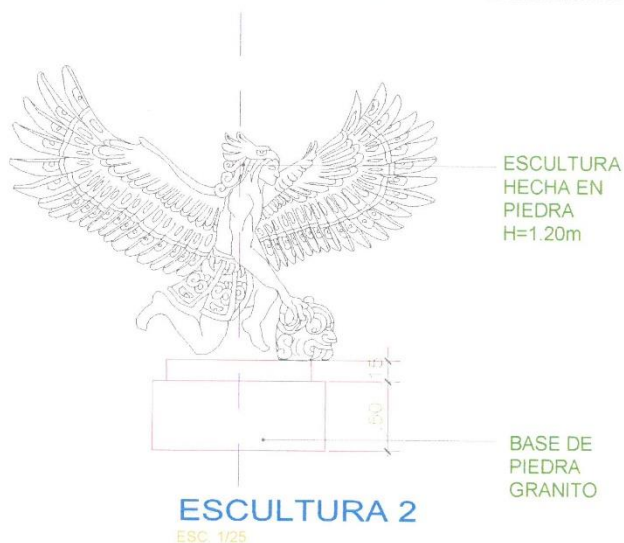 ESCULTURA
HECHA EN
PIEDRA
H=1.20m
.15
.50
BASE DE
PIEDRA
GRANITO
ESCULTURA 2
ESC. 1/25